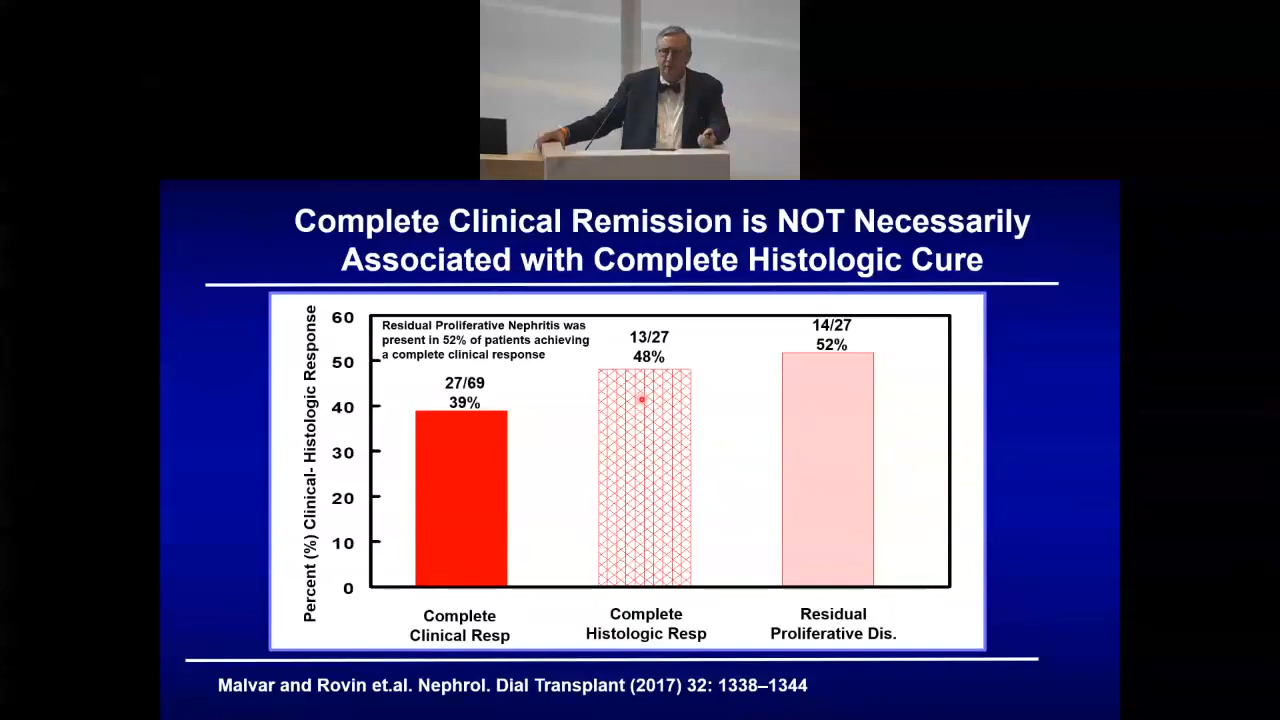 Complete Clinical Remission is NOT Necessarily
Associated with Complete Histologic Cure
Percent (%) Clinical- Histologic Response
60
50
40
30
20
10
0
Residual Proliferative Nephritis was
present in 52% of patients achieving
a complete clinical response
27/69
39%
13/27
48%
14/27
52%
Complete
Clinical Resp
Complete
Histologic Resp
Residual
Proliferative Dis.
Malvar and Rovin et.al. Nephrol. Dial Transplant (2017) 32: 1338–1344